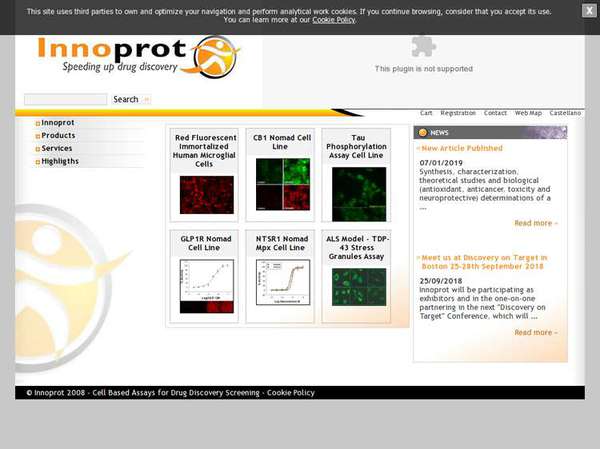 This site uses third parties to own and optimize your navigation and perform analytical work cookies. If you continue browsing, consider that you accept its use.
You can learn more at our Cookie Policy.
X
Innoprot
Speeding up drug discovery
This plugin is not supported
Search
Cart Registration Contact Web Map Castellano
Innoprot
Products
Services
Highligths
Red Fluorescent
Immortalized
Human Microglial
Cells
CB1 Nomad Cell
Line
Tau
Phosphorylation
Assay Cell Line
GLP1R Nomad
Cell Line
NTSR1 Nomad
Mpx Cell Line
ALS Model - TDP-
43 Stress
Granules Assay
NEWS
New Article Published
07/01/2019
Synthesis, characterization,
theoretical studies and biological
(antioxidant, anticancer, toxicity and
neuroprotective) determinations of a
...
Read more
Meet us at Discovery on Target in
Boston 25-28th September 2018
25/09/2018
Innoprot will be participating as
exhibitors and in the one-on-one
partnering in the next "Discovery on
Target" Conference, which will ...
Read more
© Innoprot 2008 - Cell Based Assays for Drug Discovery Screening - Cookie Policy